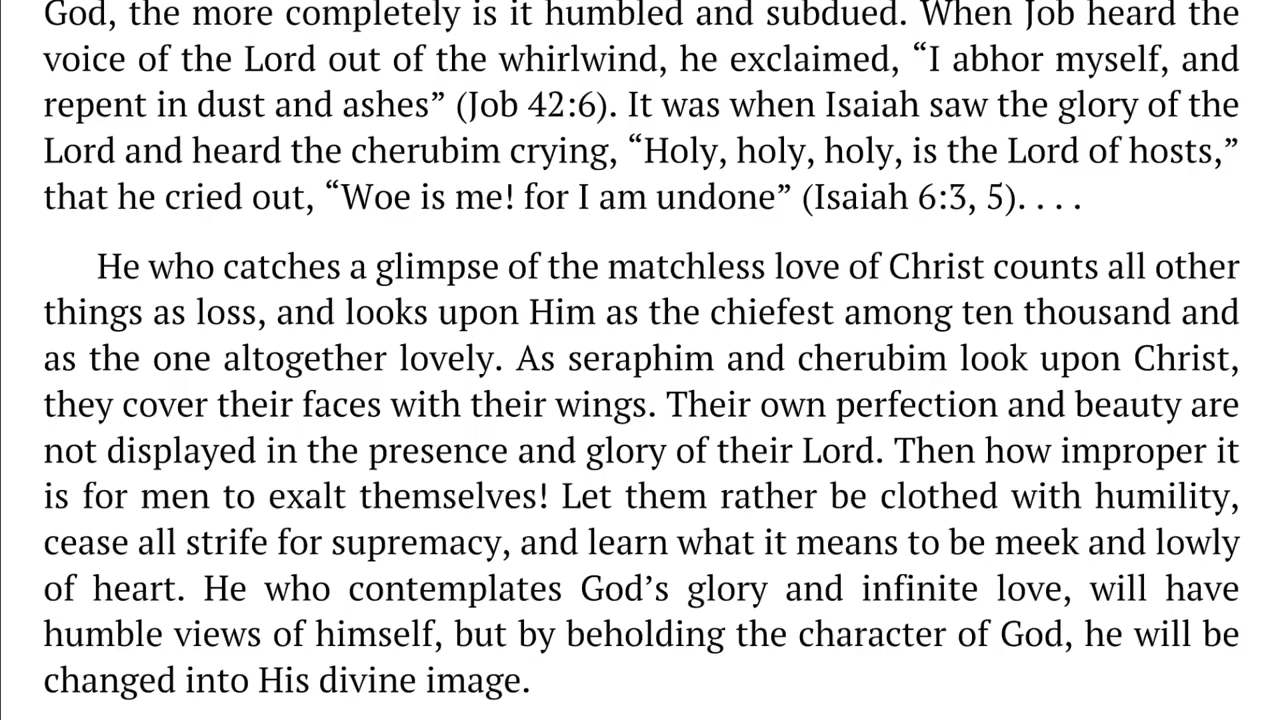 God, the more completely is it humbled and subdued. When Job heard the
voice of the Lord out of the whirlwind, he exclaimed, “I abhor myself, and
repent in dust and ashes” (Job 42:6). It was when Isaiah saw the glory of the
Lord and heard the cherubim crying, “Holy, holy, holy, is the Lord of hosts,”
that he cried out, “Woe is me! for I am undone” (Isaiah 6:3, 5). . . .
He who catches a glimpse of the matchless love of Christ counts all other
things as loss, and looks upon Him as the chiefest among ten thousand and
as the one altogether lovely. As seraphim and cherubim look upon Christ,
they cover their faces with their wings. Their own perfection and beauty are
not displayed in the presence and glory of their Lord. Then how improper it
is for men to exalt themselves! Let them rather be clothed with humility,
cease all strife for supremacy, and learn what it means to be meek and lowly
of heart. He who contemplates God’s glory and infinite love, will have
humble views of himself, but by beholding the character of God, he will be
changed into His divine image.